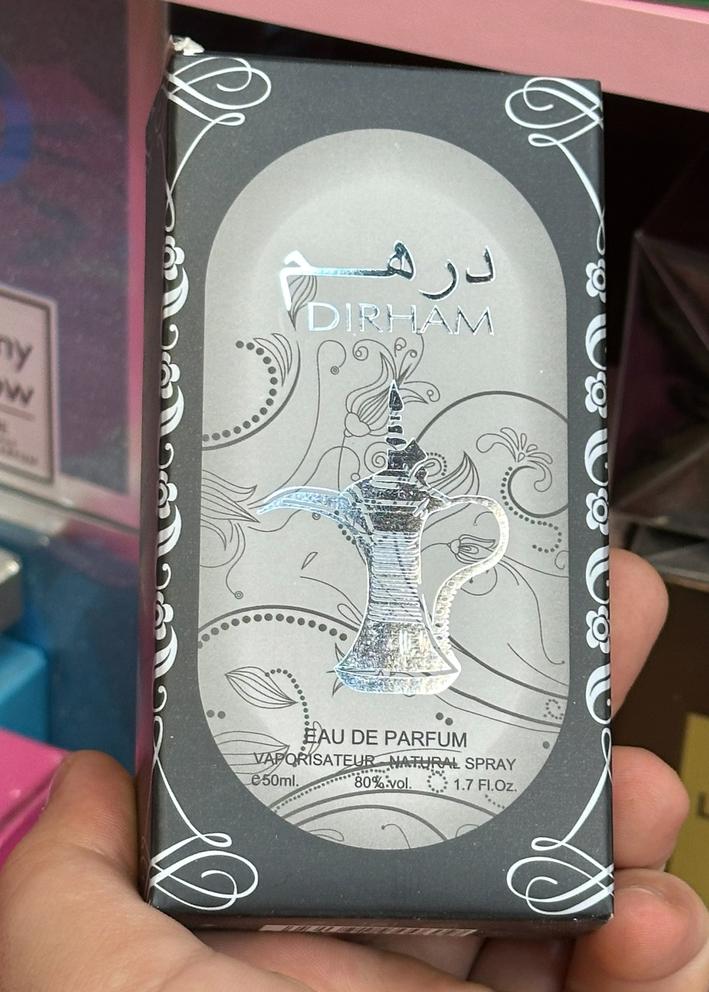 درهم
DIRHAM
EAU DE PARFUM
VAPORISATEUR - NATURAL SPRAY
e50ml. 80%.vol. 1.7 Fl.Oz.